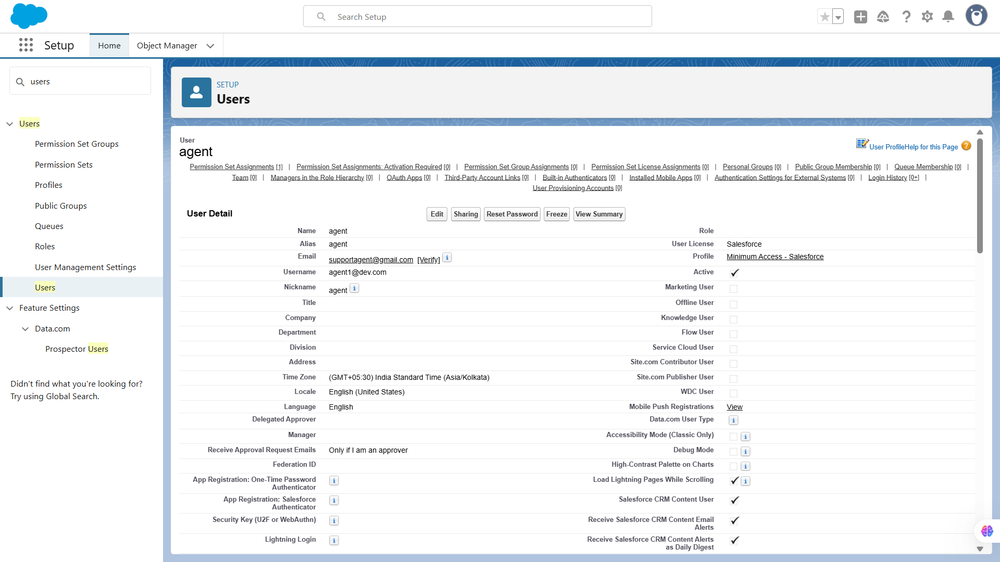 Search Setup
Setup
Home
Object Manager
users
Users
Permission Set Groups
Permission Sets
Profiles
Public Groups
Queues
Roles
User Management Settings
Users
Feature Settings
Data.com
Prospector Users
Didn't find what you're looking for?
Try using Global Search.
SETUP
Users
User
agent
User Profile Help for this Page
Permission Set Assignments [1] | Permission Set Assignments: Activation Required [0] | Permission Set Group Assignments [0] | Permission Set License Assignments [0] | Personal Groups [0] | Public Group Membership [0] | Queue Membership [0] |
Team [0] | Managers in the Role Hierarchy [0] | OAuth Apps [0] | Third-Party Account Links [0] | Built-in Authenticators [0] | Installed Mobile Apps [0] | Authentication Settings for External Systems [0] | Login History [0+] |
User Provisioning Accounts [0]
User Detail
Edit Sharing Reset Password Freeze View Summary
Name agent Role
Alias agent User License Salesforce
Email supportagent@gmail.com [Verify] Profile Minimum Access - Salesforce
Username agent1@dev.com Active
Nickname agent Marketing User
Title Offline User
Company Knowledge User
Department Flow User
Division Service Cloud User
Address Site.com Contributor User
Time Zone (GMT+05:30) India Standard Time (Asia/Kolkata) Site.com Publisher User
Locale English (United States) WDC User
Language English Mobile Push Registrations View
Delegated Approver Data.com User Type
Manager Accessibility Mode (Classic Only)
Receive Approval Request Emails Only if I am an approver Debug Mode
Federation ID High-Contrast Palette on Charts
App Registration: One-Time Password
Authenticator
Load Lightning Pages While Scrolling
App Registration: Salesforce
Authenticator
Salesforce CRM Content User
Security Key (U2F or WebAuthn)
Receive Salesforce CRM Content Email
Alerts
Lightning Login
Receive Salesforce CRM Content Alerts
as Daily Digest